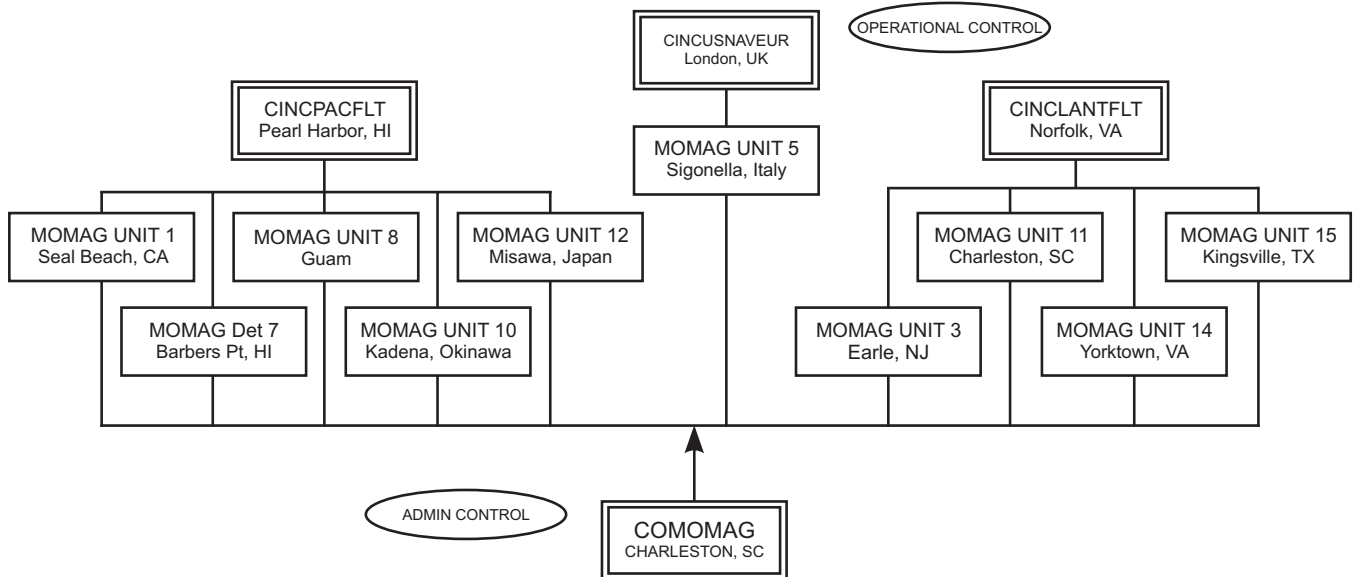 CINCUSNAVEUR
London, UK
OPERATIONAL CONTROL
CINCPACFLT
Pearl Harbor, HI
CINCLANTFLT
Norfolk, VA
MOMAG UNIT 5
Sigonella, Italy
MOMAG UNIT 1
Seal Beach, CA
MOMAG UNIT 8
Guam
MOMAG UNIT 12
Misawa, Japan
MOMAG UNIT 11
Charleston, SC
MOMAG UNIT 15
Kingsville, TX
MOMAG Det 7
Barbers Pt, HI
MOMAG UNIT 10
Kadena, Okinawa
MOMAG UNIT 3
Earle, NJ
MOMAG UNIT 14
Yorktown, VA
ADMIN CONTROL
COMOMAG
CHARLESTON, SC